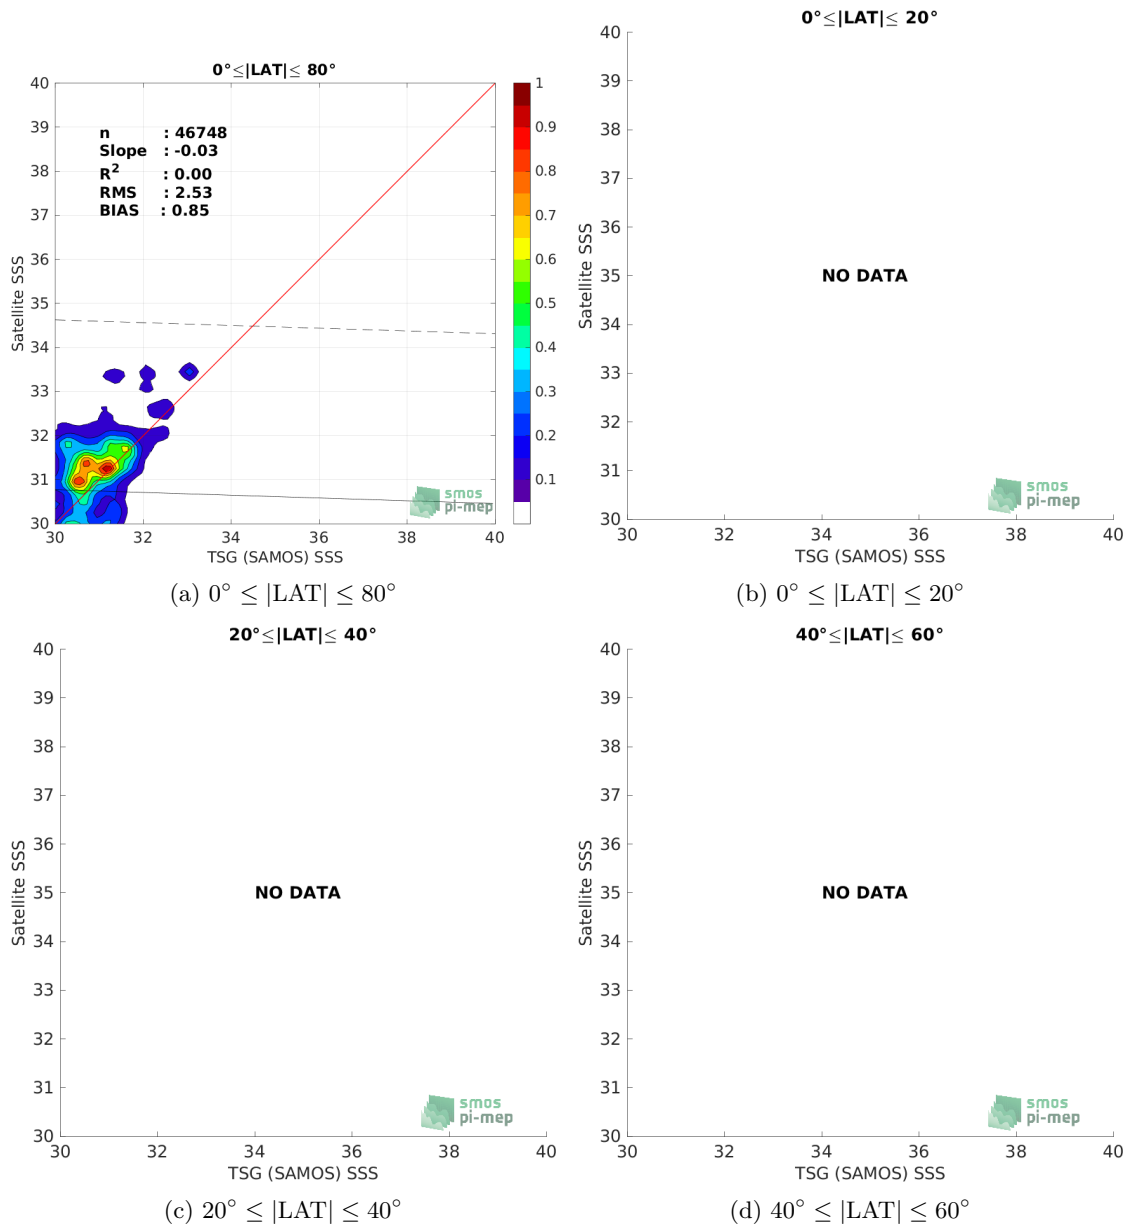 0°≤|LAT|≤ 80°
40
39
38
37
36
35
34
33
32
31
30
Satellite SSS
n : 46748
Slope : -0.03
R² : 0.00
RMS : 2.53
BIAS : 0.85
1
0.9
0.8
0.7
0.6
0.5
0.4
0.3
0.2
0.1
smos
pi-mep
30 32 34 36 38 40
TSG (SAMOS) SSS
(a) 0° ≤ |LAT| ≤ 80°
0°≤|LAT|≤ 20°
40
39
38
37
36
35
34
33
32
31
30
Satellite SSS
NO DATA
smos
pi-mep
30 32 34 36 38 40
TSG (SAMOS) SSS
(b) 0° ≤ |LAT| ≤ 20°
20°≤|LAT|≤ 40°
40
39
38
37
36
35
34
33
32
31
30
Satellite SSS
NO DATA
smos
pi-mep
30 32 34 36 38 40
TSG (SAMOS) SSS
(c) 20° ≤ |LAT| ≤ 40°
40°≤|LAT|≤ 60°
40
39
38
37
36
35
34
33
32
31
30
Satellite SSS
NO DATA
smos
pi-mep
30 32 34 36 38 40
TSG (SAMOS) SSS
(d) 40° ≤ |LAT| ≤ 60°